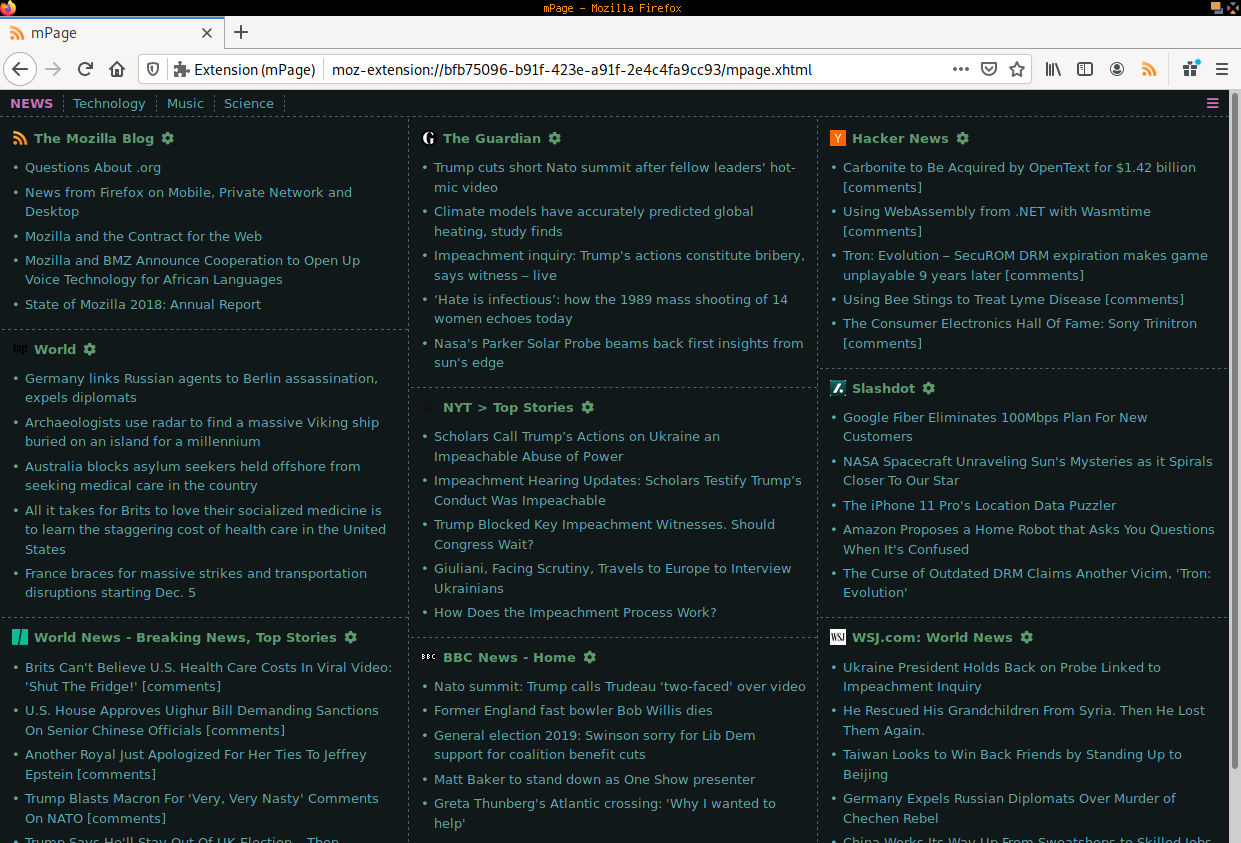 mPage - Mozilla Firefox
mPage
Extension (mPage)
moz-extension://bfb75096-b91f-423e-a91f-2e4c4fa9cc93/mpage.xhtml
NEWS
Technology
Music
Science
The Mozilla Blog
• Questions About .org
• News from Firefox on Mobile, Private Network and
Desktop
• Mozilla and the Contract for the Web
• Mozilla and BMZ Announce Cooperation to Open Up
Voice Technology for African Languages
• State of Mozilla 2018: Annual Report
wp World
• Germany links Russian agents to Berlin assassination,
expels diplomats
• Archaeologists use radar to find a massive Viking ship
buried on an island for a millennium
• Australia blocks asylum seekers held offshore from
seeking medical care in the country
• All it takes for Brits to love their socialized medicine is
to learn the staggering cost of health care in the United
States
• France braces for massive strikes and transportation
disruptions starting Dec. 5
World News - Breaking News, Top Stories
• Brits Can't Believe U.S. Health Care Costs In Viral Video:
'Shut The Fridge!' [comments]
• U.S. House Approves Uighur Bill Demanding Sanctions
On Senior Chinese Officials [comments]
• Another Royal Just Apologized For Her Ties To Jeffrey
Epstein [comments]
• Trump Blasts Macron For 'Very, Very Nasty' Comments
On NATO [comments]
• Trump Says He'll Stay Out Of UK Election – Then
G The Guardian
• Trump cuts short Nato summit after fellow leaders' hot-
mic video
• Climate models have accurately predicted global
heating, study finds
• Impeachment inquiry: Trump's actions constitute bribery,
says witness – live
• ‘Hate is infectious’: how the 1989 mass shooting of 14
women echoes today
• Nasa's Parker Solar Probe beams back first insights from
sun's edge
NYT > Top Stories
• Scholars Call Trump’s Actions on Ukraine an
Impeachable Abuse of Power
• Impeachment Hearing Updates: Scholars Testify Trump’s
Conduct Was Impeachable
• Trump Blocked Key Impeachment Witnesses. Should
Congress Wait?
• Giuliani, Facing Scrutiny, Travels to Europe to Interview
Ukrainians
• How Does the Impeachment Process Work?
BBC BBC News - Home
• Nato summit: Trump calls Trudeau 'two-faced' over video
• Former England fast bowler Bob Willis dies
• General election 2019: Swinson sorry for Lib Dem
support for coalition benefit cuts
• Matt Baker to stand down as One Show presenter
• Greta Thunberg's Atlantic crossing: 'Why I wanted to
help'
Y Hacker News
• Carbonite to Be Acquired by OpenText for $1.42 billion
[comments]
• Using WebAssembly from .NET with Wasmtime
[comments]
• Tron: Evolution – SecuROM DRM expiration makes game
unplayable 9 years later [comments]
• Using Bee Stings to Treat Lyme Disease [comments]
• The Consumer Electronics Hall Of Fame: Sony Trinitron
[comments]
Slashdot
• Google Fiber Eliminates 100Mbps Plan For New
Customers
• NASA Spacecraft Unraveling Sun's Mysteries as it Spirals
Closer To Our Star
• The iPhone 11 Pro's Location Data Puzzler
• Amazon Proposes a Home Robot that Asks You Questions
When It's Confused
• The Curse of Outdated DRM Claims Another Victim, 'Tron:
Evolution'
WSJ WSJ.com: World News
• Ukraine President Holds Back on Probe Linked to
Impeachment Inquiry
• He Rescued His Grandchildren From Syria. Then He Lost
Them Again.
• Taiwan Looks to Win Back Friends by Standing Up to
Beijing
• Germany Expels Russian Diplomats Over Murder of
Chechen Rebel
• China Works Its Way Up From Sweatshops to Skilled Jobs